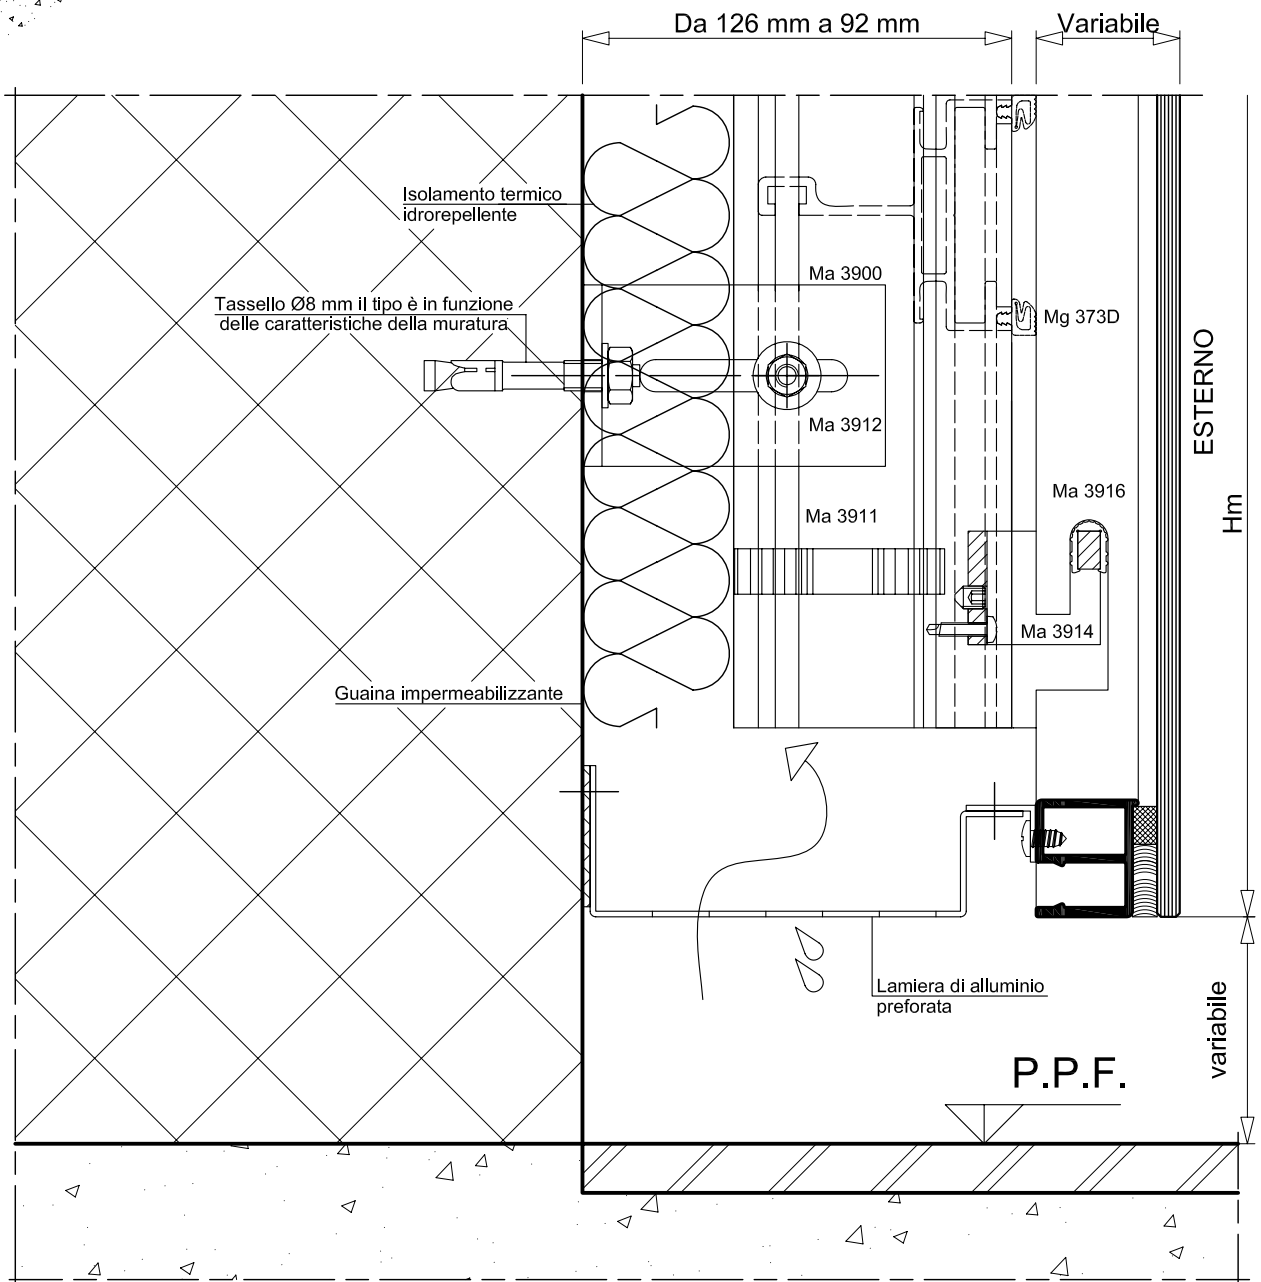 Da 126 mm a 92 mm
Variabile
Isolamento termico
idrorepellente
Ma 3900
Tassello Ø8 mm il tipo è in funzione
delle caratteristiche della muratura
Mg 373D
ESTERNO
Ma 3912
Ma 3916
Ma 3911
Hm
Ma 3914
Guaina impermeabilizzante
Lamiera di alluminio
preforata
variabile
P.P.F.